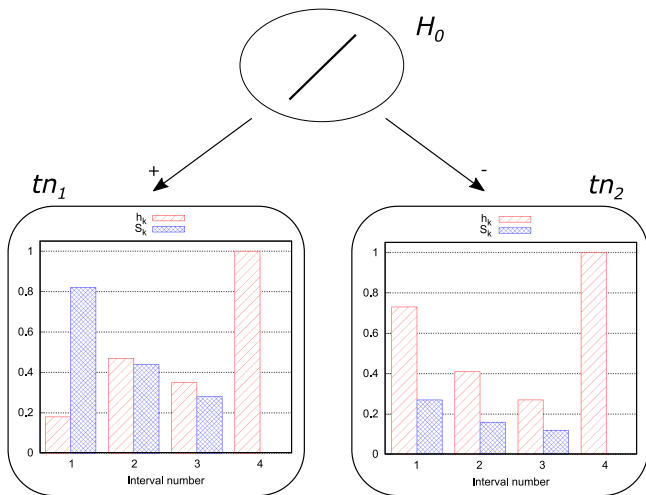 H₀
+
-
tn₁
tn₂
hₖ
Sₖ
1
0.8
0.6
0.4
0.2
0
1 2 3 4
Interval number
hₖ
Sₖ
1
0.8
0.6
0.4
0.2
0
1 2 3 4
Interval number